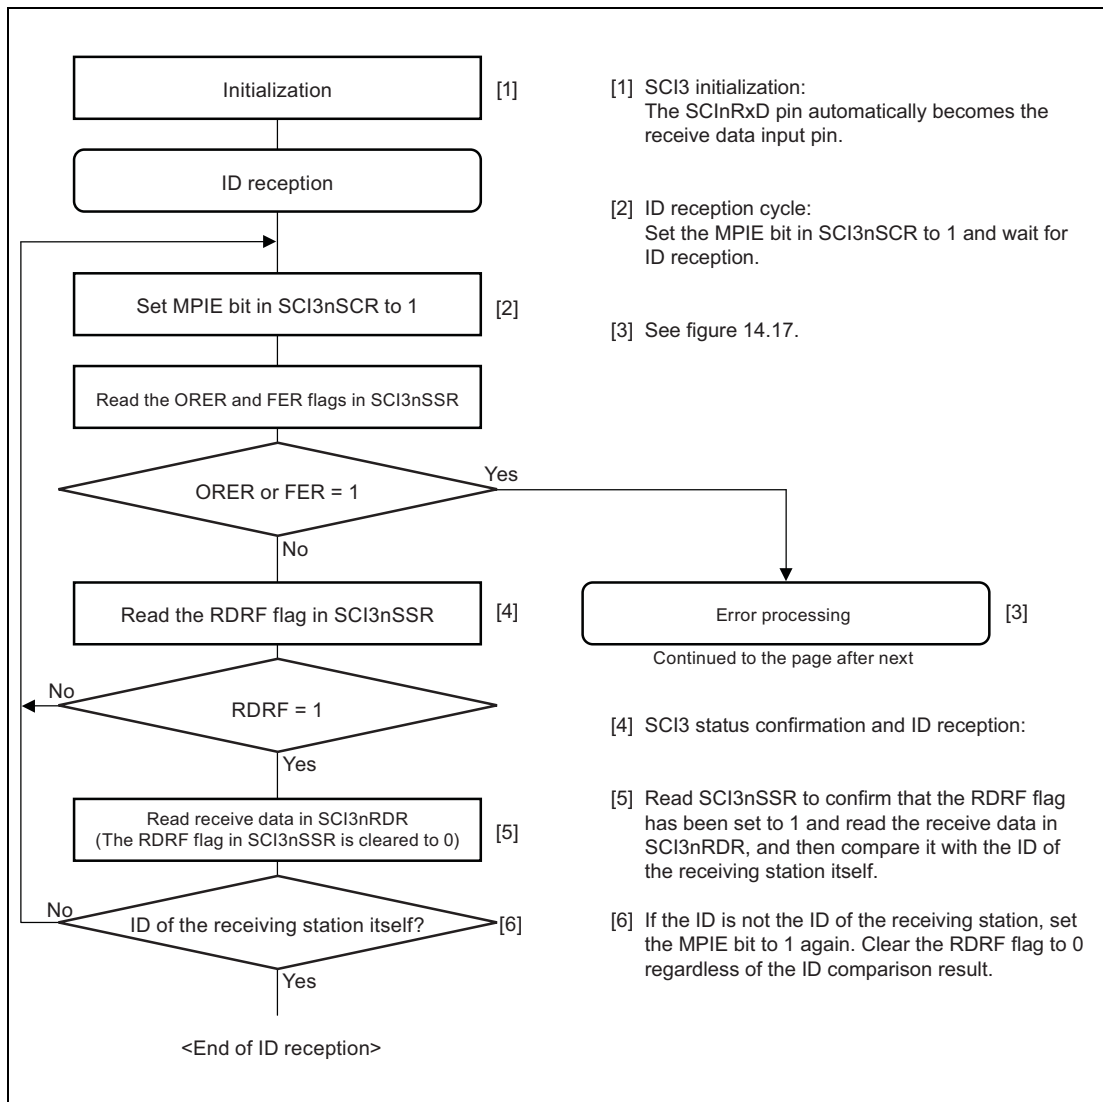 Initialization
[1]
ID reception
Set MPIE bit in SCI3nSCR to 1
[2]
Read the ORER and FER flags in SCI3nSSR
ORER or FER = 1
Yes
No
Read the RDRF flag in SCI3nSSR
[4]
Error processing
[3]
Continued to the page after next
No
RDRF = 1
Yes
Read receive data in SCI3nRDR
(The RDRF flag in SCI3nSSR is cleared to 0)
[5]
No
ID of the receiving station itself?
[6]
Yes
<End of ID reception>
[1] SCI3 initialization:
The SCInRxD pin automatically becomes the
receive data input pin.
[2] ID reception cycle:
Set the MPIE bit in SCI3nSCR to 1 and wait for
ID reception.
[3] See figure 14.17.
[4] SCI3 status confirmation and ID reception:
[5] Read SCI3nSSR to confirm that the RDRF flag
has been set to 1 and read the receive data in
SCI3nRDR, and then compare it with the ID of
the receiving station itself.
[6] If the ID is not the ID of the receiving station, set
the MPIE bit to 1 again. Clear the RDRF flag to 0
regardless of the ID comparison result.